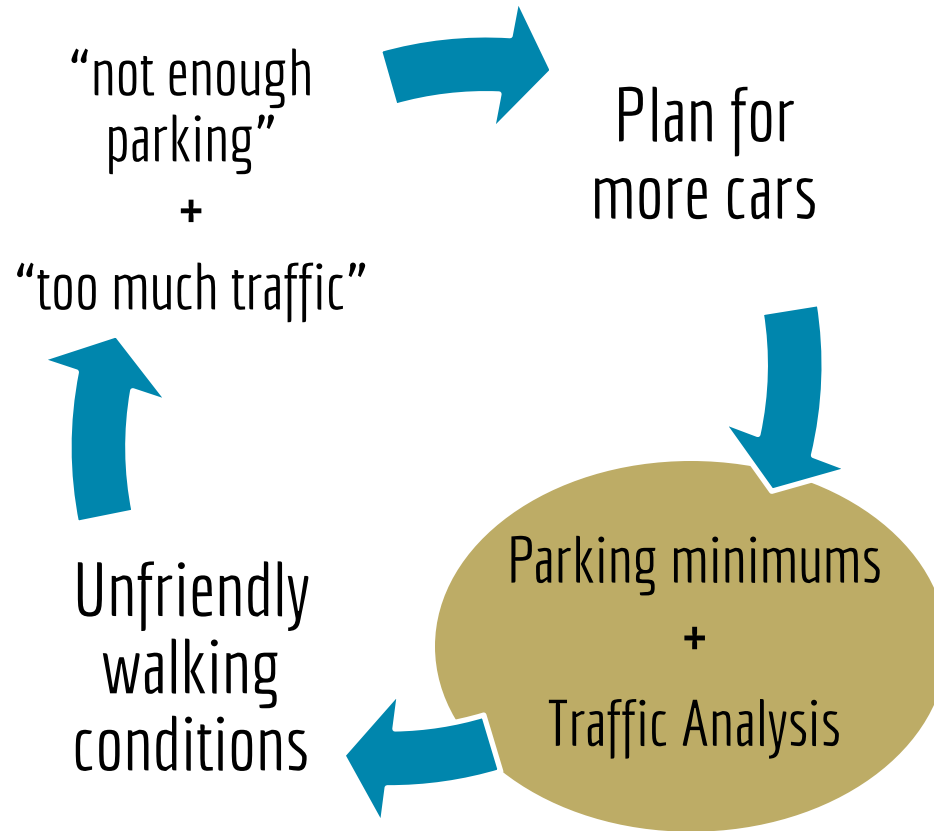 “not enough
parking”
+
“too much traffic”
Plan for
more cars
Parking minimums
+
Traffic Analysis
Unfriendly
walking
conditions